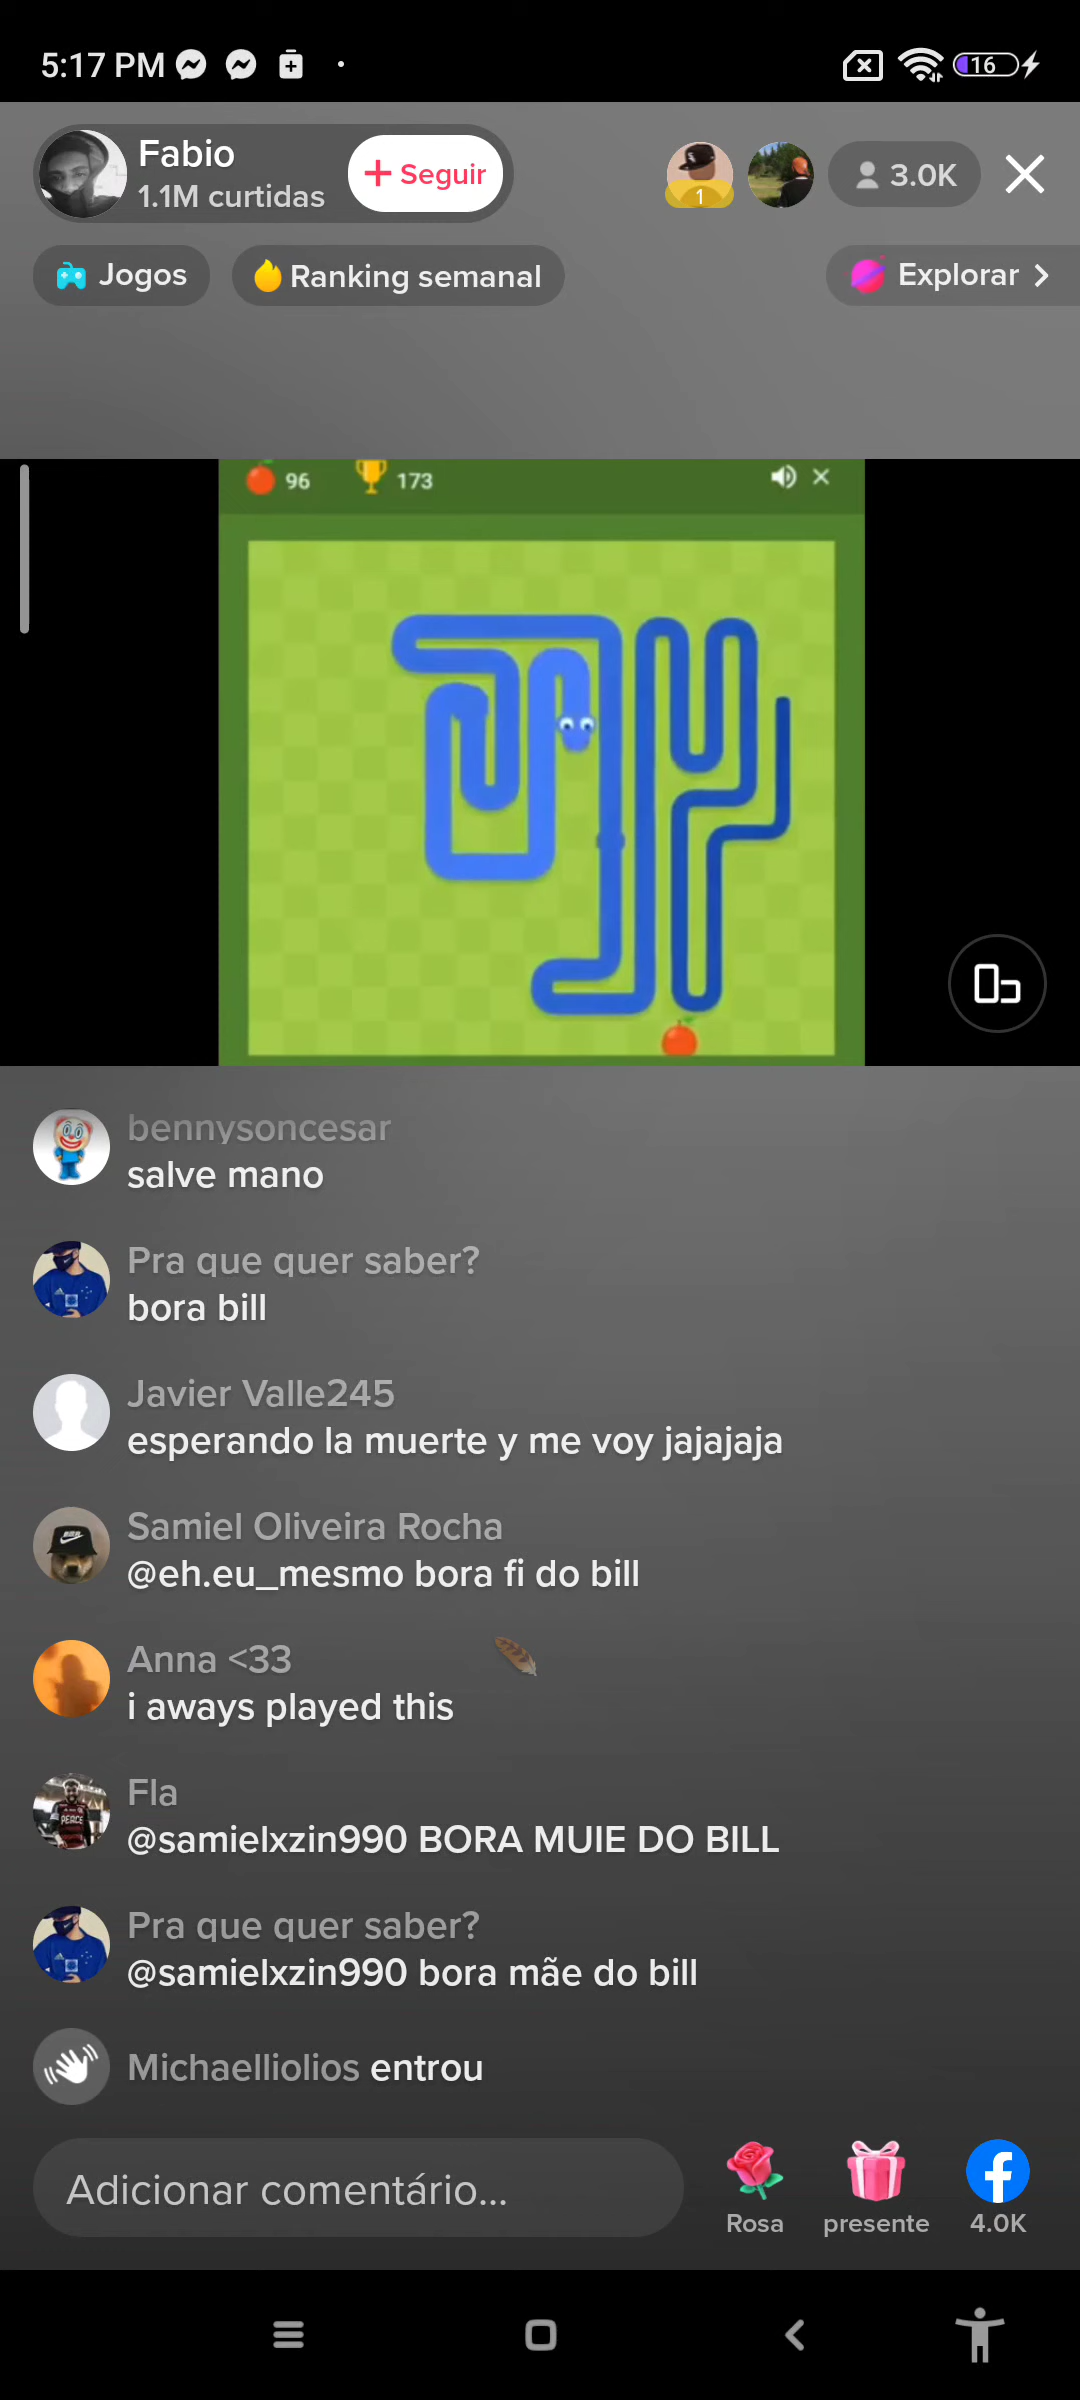 5:17 PM
16
Fabio
1.1M curtidas
+ Seguir
1
3.0K
Jogos
Ranking semanal
Explorar
96
173
bennysoncesar
salve mano
Pra que quer saber?
bora bill
Javier Valle245
esperando la muerte y me voy jajajaja
Samiel Oliveira Rocha
@eh.eu_mesmo bora fi do bill
Anna <33
i aways played this
Fla
@samielxzin990 BORA MUIE DO BILL
Pra que quer saber?
@samielxzin990 bora mãe do bill
Michaelliolios entrou
Adicionar comentário...
Rosa
presente
4.0K